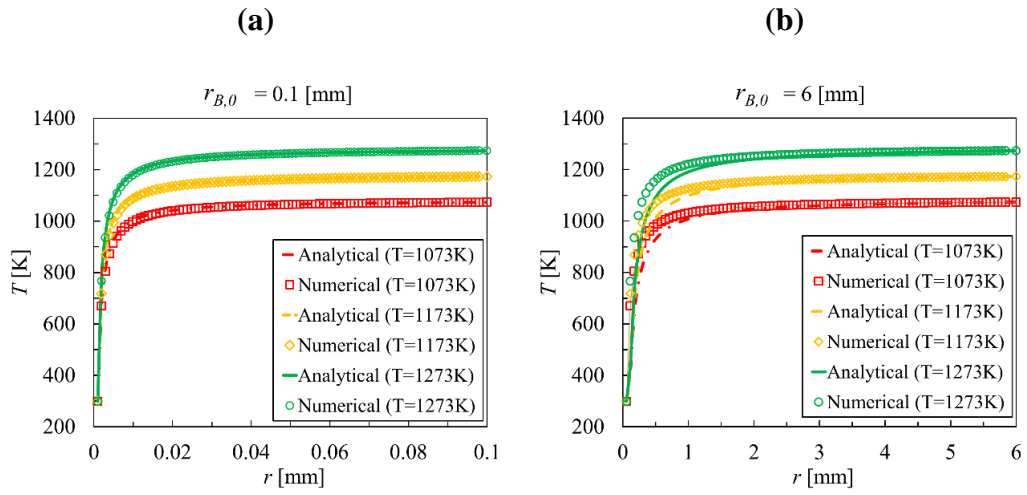 (a)
r_{B,0} = 0.1 [mm]
1400
1200
1000
800
600
400
200
T [K]
Analytical (T=1073K)
Numerical (T=1073K)
Analytical (T=1173K)
Numerical (T=1173K)
Analytical (T=1273K)
Numerical (T=1273K)
0 0.02 0.04 0.06 0.08 0.1
r [mm]
(b)
r_{B,0} = 6 [mm]
1400
1200
1000
800
600
400
200
T [K]
Analytical (T=1073K)
Numerical (T=1073K)
Analytical (T=1173K)
Numerical (T=1173K)
Analytical (T=1273K)
Numerical (T=1273K)
0 1 2 3 4 5 6
r [mm]